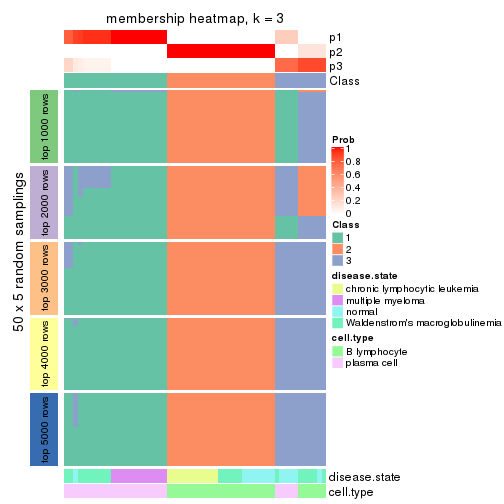 membership heatmap, k = 3
p1
p2
p3
Class
50 x 5 random samplings
top 1000 rows
top 2000 rows
top 3000 rows
top 4000 rows
top 5000 rows
Prob
1
0.8
0.6
0.4
0.2
0
Class
1
2
3
disease.state
chronic lymphocytic leukemia
multiple myeloma
normal
Waldenstrom's macroglobulinemia
cell.type
B lymphocyte
plasma cell
disease.state
cell.type